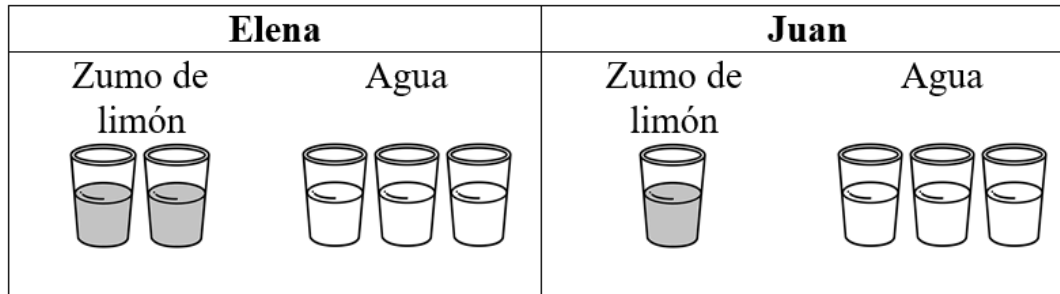 Elena
Juan
Zumo de
limón
Agua
Zumo de
limón
Agua